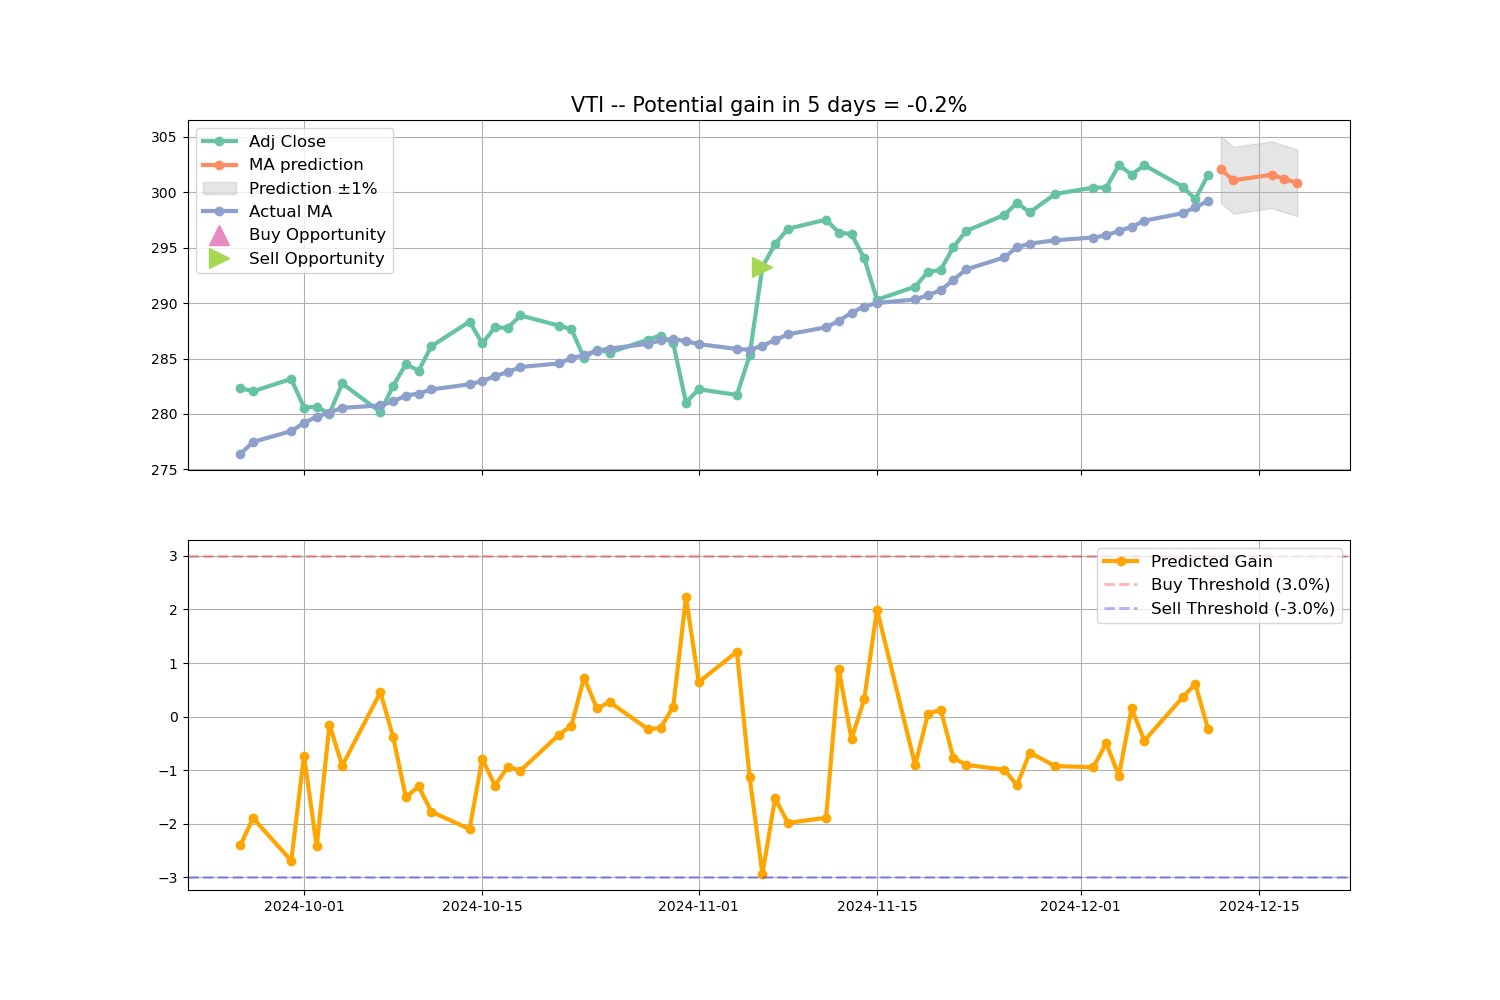 VTI -- Potential gain in 5 days = -0.2%
305
300
295
290
285
280
275
Adj Close
MA prediction
Prediction ±1%
Actual MA
Buy Opportunity
Sell Opportunity
3
2
1
0
−1
−2
−3
Predicted Gain
Buy Threshold (3.0%)
Sell Threshold (-3.0%)
2024-10-01 2024-10-15 2024-11-01 2024-11-15 2024-12-01 2024-12-15